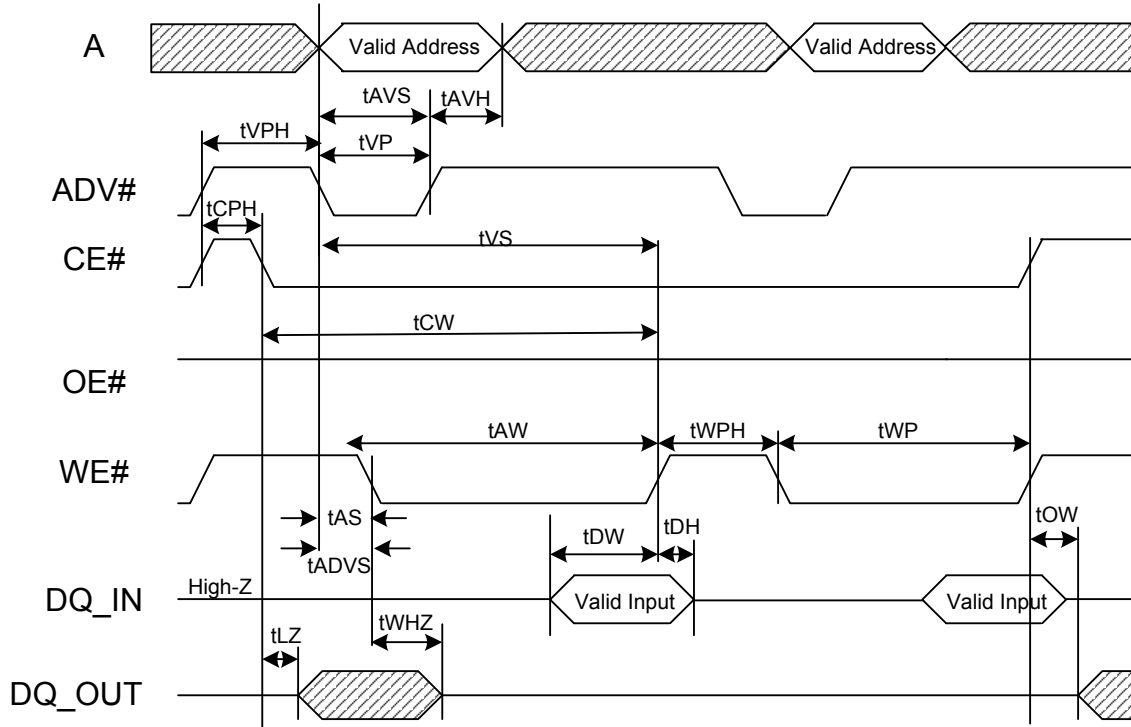 A
Valid Address
Valid Address
tAVS
tAVH
tVPH
tVP
ADV#
tCPH
CE#
tVS
tCW
OE#
tAW
tWPH
tWP
WE#
tAS
tADVS
tDW
tDH
tOW
DQ_IN
High-Z
Valid Input
Valid Input
tWHZ
tLZ
DQ_OUT